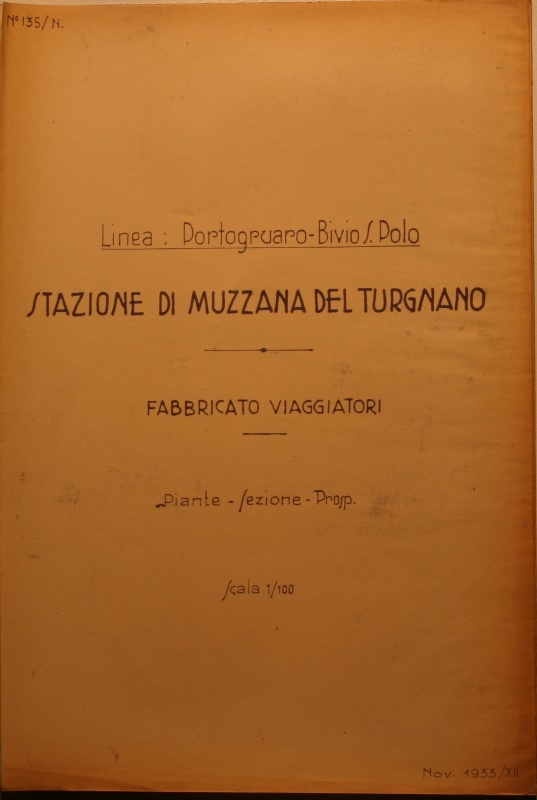 N° 135/N.
Linea: Portogruaro-Bivio S. Polo
STAZIONE DI MUZZANA DEL TURGNANO
FABBRICATO VIAGGIATORI
Piante - Sezione - Prosp.
Scala 1/100
Nov. 1933/XII